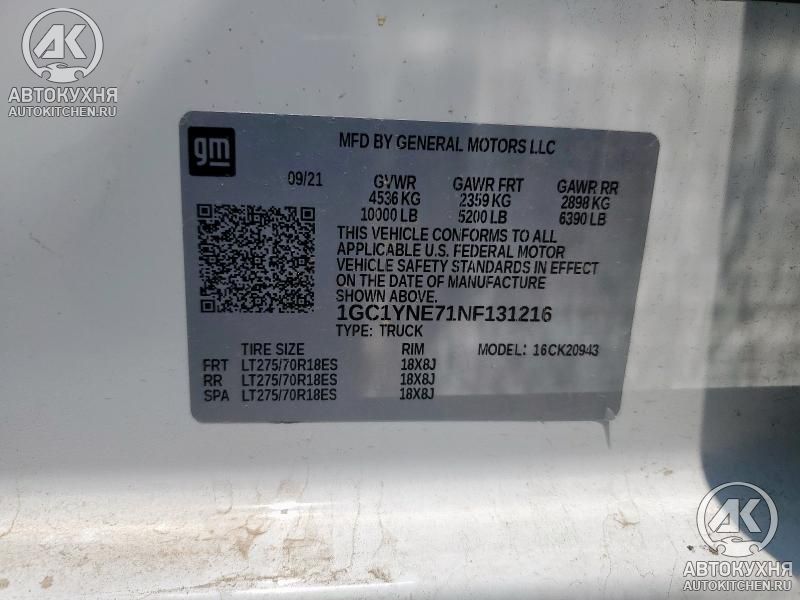 AK
АВТОКУХНЯ
AUTOKITCHEN.RU
gm
MFD BY GENERAL MOTORS LLC
09/21 GVWR GAWR FRT GAWR RR
4536 KG 2359 KG 2898 KG
10000 LB 5200 LB 6390 LB
THIS VEHICLE CONFORMS TO ALL
APPLICABLE U.S. FEDERAL MOTOR
VEHICLE SAFETY STANDARDS IN EFFECT
ON THE DATE OF MANUFACTURE
SHOWN ABOVE.
1GC1YNE71NF131216
TYPE: TRUCK
TIRE SIZE RIM MODEL: 16CK20943
FRT LT275/70R18ES 18X8J
RR LT275/70R18ES 18X8J
SPA LT275/70R18ES 18X8J
AK
АВТОКУХНЯ
AUTOKITCHEN.RU